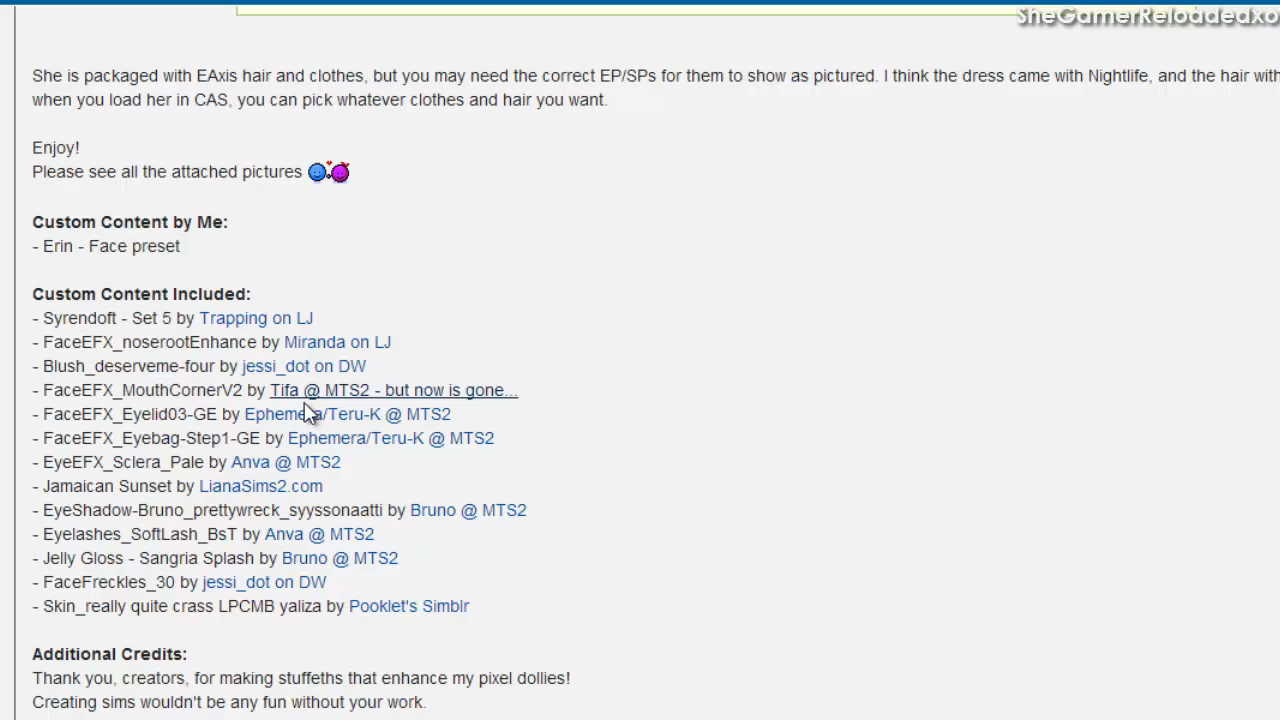 SheGamerReloadedxo
She is packaged with EAxis hair and clothes, but you may need the correct EP/SPs for them to show as pictured. I think the dress came with Nightlife, and the hair with
when you load her in CAS, you can pick whatever clothes and hair you want.
Enjoy!
Please see all the attached pictures
Custom Content by Me:
- Erin - Face preset
Custom Content Included:
- Syrendoft - Set 5 by Trapping on LJ
- FaceEFX_noserootEnhance by Miranda on LJ
- Blush_deserveme-four by jessi_dot on DW
- FaceEFX_MouthCornerV2 by Tifa @ MTS2 - but now is gone...
- FaceEFX_Eyelid03-GE by Ephemera/Teru-K @ MTS2
- FaceEFX_Eyebag-Step1-GE by Ephemera/Teru-K @ MTS2
- EyeEFX_Sclera_Pale by Anva @ MTS2
- Jamaican Sunset by LianaSims2.com
- EyeShadow-Bruno_prettywreck_syyssonaatti by Bruno @ MTS2
- Eyelashes_SoftLash_BsT by Anva @ MTS2
- Jelly Gloss - Sangria Splash by Bruno @ MTS2
- FaceFreckles_30 by jessi_dot on DW
- Skin_really quite crass LPCMB yaliza by Pooklet's Simblr
Additional Credits:
Thank you, creators, for making stuffeths that enhance my pixel dollies!
Creating sims wouldn't be any fun without your work.